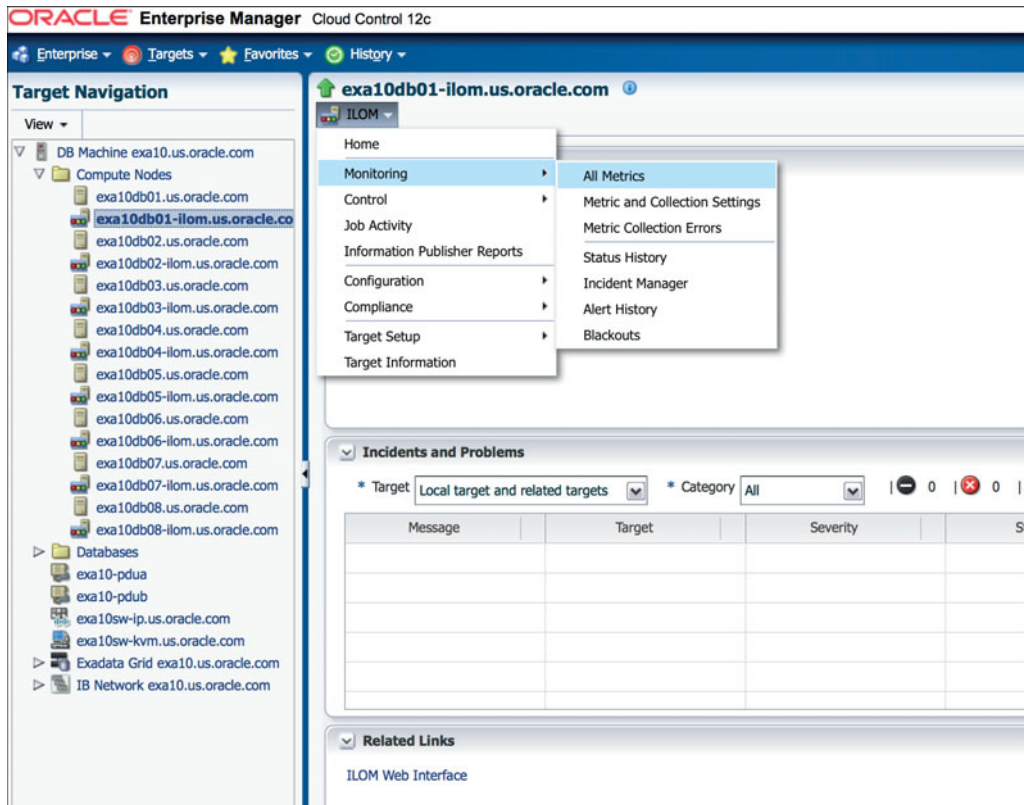 ORACLE Enterprise Manager Cloud Control 12c
Enterprise Targets Favorites History
Target Navigation
View
DB Machine exa10.us.oracle.com
Compute Nodes
exa10db01.us.oracle.com
exa10db01-ilom.us.oracle.co
exa10db02.us.oracle.com
exa10db02-ilom.us.oracle.com
exa10db03.us.oracle.com
exa10db03-ilom.us.oracle.com
exa10db04.us.oracle.com
exa10db04-ilom.us.oracle.com
exa10db05.us.oracle.com
exa10db05-ilom.us.oracle.com
exa10db06.us.oracle.com
exa10db06-ilom.us.oracle.com
exa10db07.us.oracle.com
exa10db07-ilom.us.oracle.com
exa10db08.us.oracle.com
exa10db08-ilom.us.oracle.com
Databases
exa10-pdua
exa10-pdub
exa10sw-ip.us.oracle.com
exa10sw-kvm.us.oracle.com
Exadata Grid exa10.us.oracle.com
IB Network exa10.us.oracle.com
exa10db01-ilom.us.oracle.com
ILOM
Home
Monitoring
Control
Job Activity
Information Publisher Reports
Configuration
Compliance
Target Setup
Target Information
All Metrics
Metric and Collection Settings
Metric Collection Errors
Status History
Incident Manager
Alert History
Blackouts
Incidents and Problems
* Target Local target and related targets * Category All | 0 | 0 |
Message Target Severity S
Related Links
ILOM Web Interface